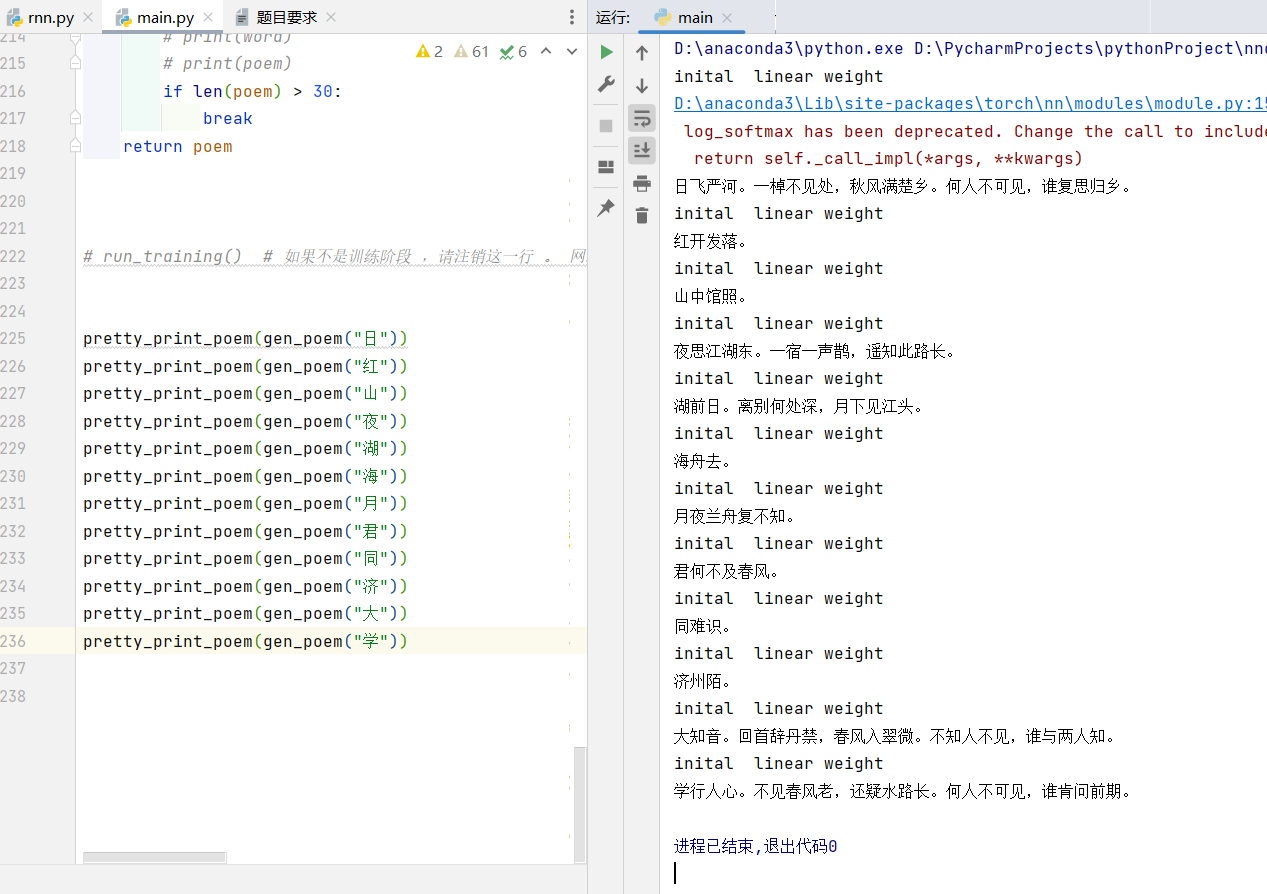 rnn.py
main.py
题目要求
运行:
main
2 61 6
214 # print(word)
215 # print(poem)
216 if len(poem) > 30:
217 break
218 return poem
219
220
221
222 # run_training() # 如果不是训练阶段 ，请注销这一行 。 网
223
224
225 pretty_print_poem(gen_poem("日"))
226 pretty_print_poem(gen_poem("红"))
227 pretty_print_poem(gen_poem("山"))
228 pretty_print_poem(gen_poem("夜"))
229 pretty_print_poem(gen_poem("湖"))
230 pretty_print_poem(gen_poem("海"))
231 pretty_print_poem(gen_poem("月"))
232 pretty_print_poem(gen_poem("君"))
233 pretty_print_poem(gen_poem("同"))
234 pretty_print_poem(gen_poem("济"))
235 pretty_print_poem(gen_poem("大"))
236 pretty_print_poem(gen_poem("学"))
237
238
D:\anaconda3\python.exe D:\PycharmProjects\pythonProject\nnd
inital  linear weight
D:\anaconda3\Lib\site-packages\torch\nn\modules\module.py:15
log_softmax has been deprecated. Change the call to include
return self._call_impl(*args, **kwargs)
日飞严河。一棹不见处，秋风满楚乡。何人不可见，谁复思归乡。
inital  linear weight
红开发落。
inital  linear weight
山中馆照。
inital  linear weight
夜思江湖东。一宿一声鹊，遥知此路长。
inital  linear weight
湖前日。离别何处深，月下见江头。
inital  linear weight
海舟去。
inital  linear weight
月夜兰舟复不知。
inital  linear weight
君何不及春风。
inital  linear weight
同难识。
inital  linear weight
济州陌。
inital  linear weight
大知音。回首辞丹禁，春风入翠微。不知人不见，谁与两人知。
inital  linear weight
学行人心。不见春风老，还疑水路长。何人不可见，谁肯问前期。
进程已结束,退出代码0